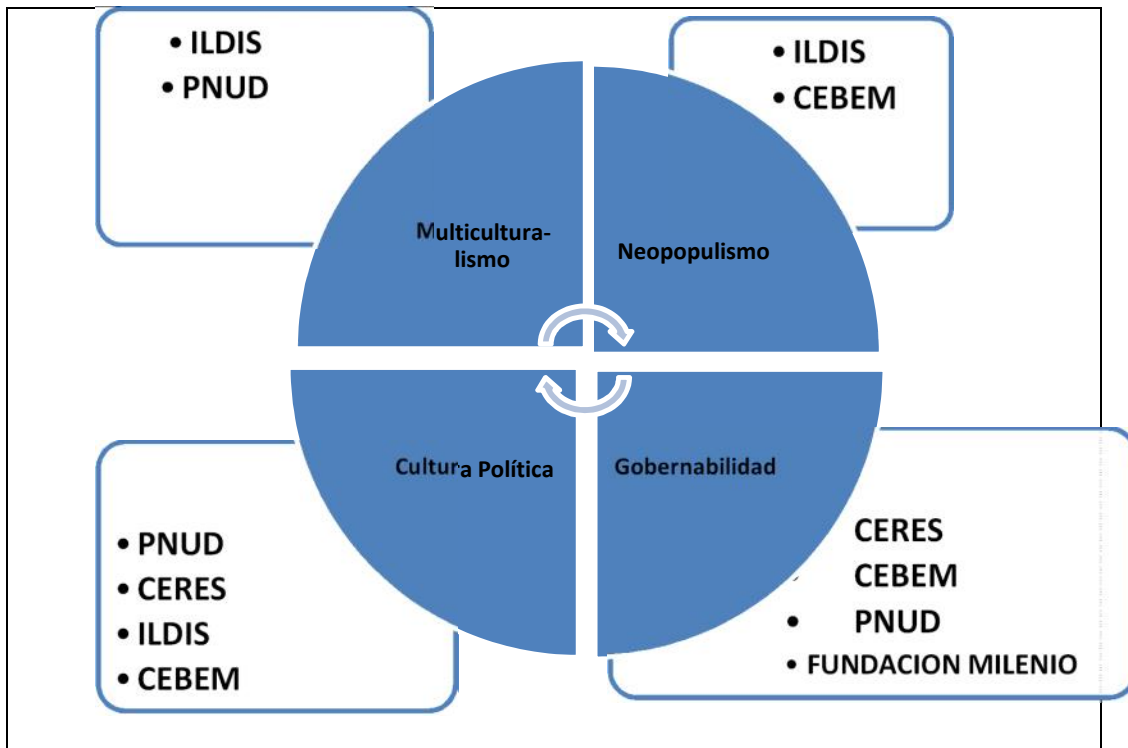 • ILDIS
• PNUD
• ILDIS
• CEBEM
Multicultura-
lismo
Neopopulismo
Cultura Política
Gobernabilidad
• PNUD
• CERES
• ILDIS
• CEBEM
CERES
CEBEM
• PNUD
• FUNDACION MILENIO